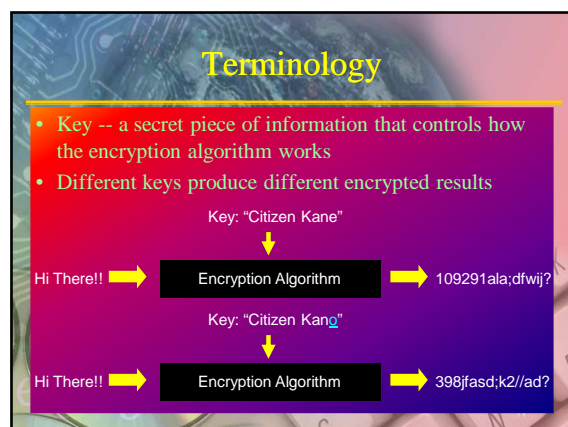 Terminology
• Key -- a secret piece of information that controls how
the encryption algorithm works
• Different keys produce different encrypted results
Key: “Citizen Kane”
Hi There!! Encryption Algorithm 109291ala;dfwij?
Key: “Citizen Kano”
Hi There!! Encryption Algorithm 398jfasd;k2//ad?